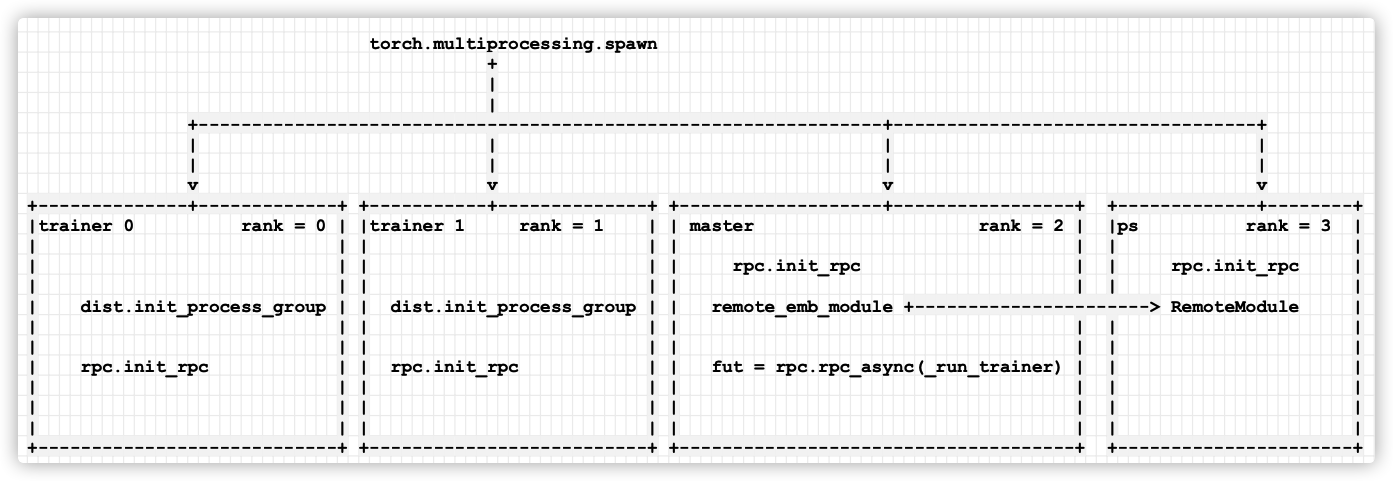 torch.multiprocessing.spawn
trainer 0 rank = 0
dist.init_process_group
rpc.init_rpc
trainer 1 rank = 1
dist.init_process_group
rpc.init_rpc
master rank = 2
rpc.init_rpc
remote_emb_module
fut = rpc.rpc_async(_run_trainer)
ps rank = 3
rpc.init_rpc
RemoteModule